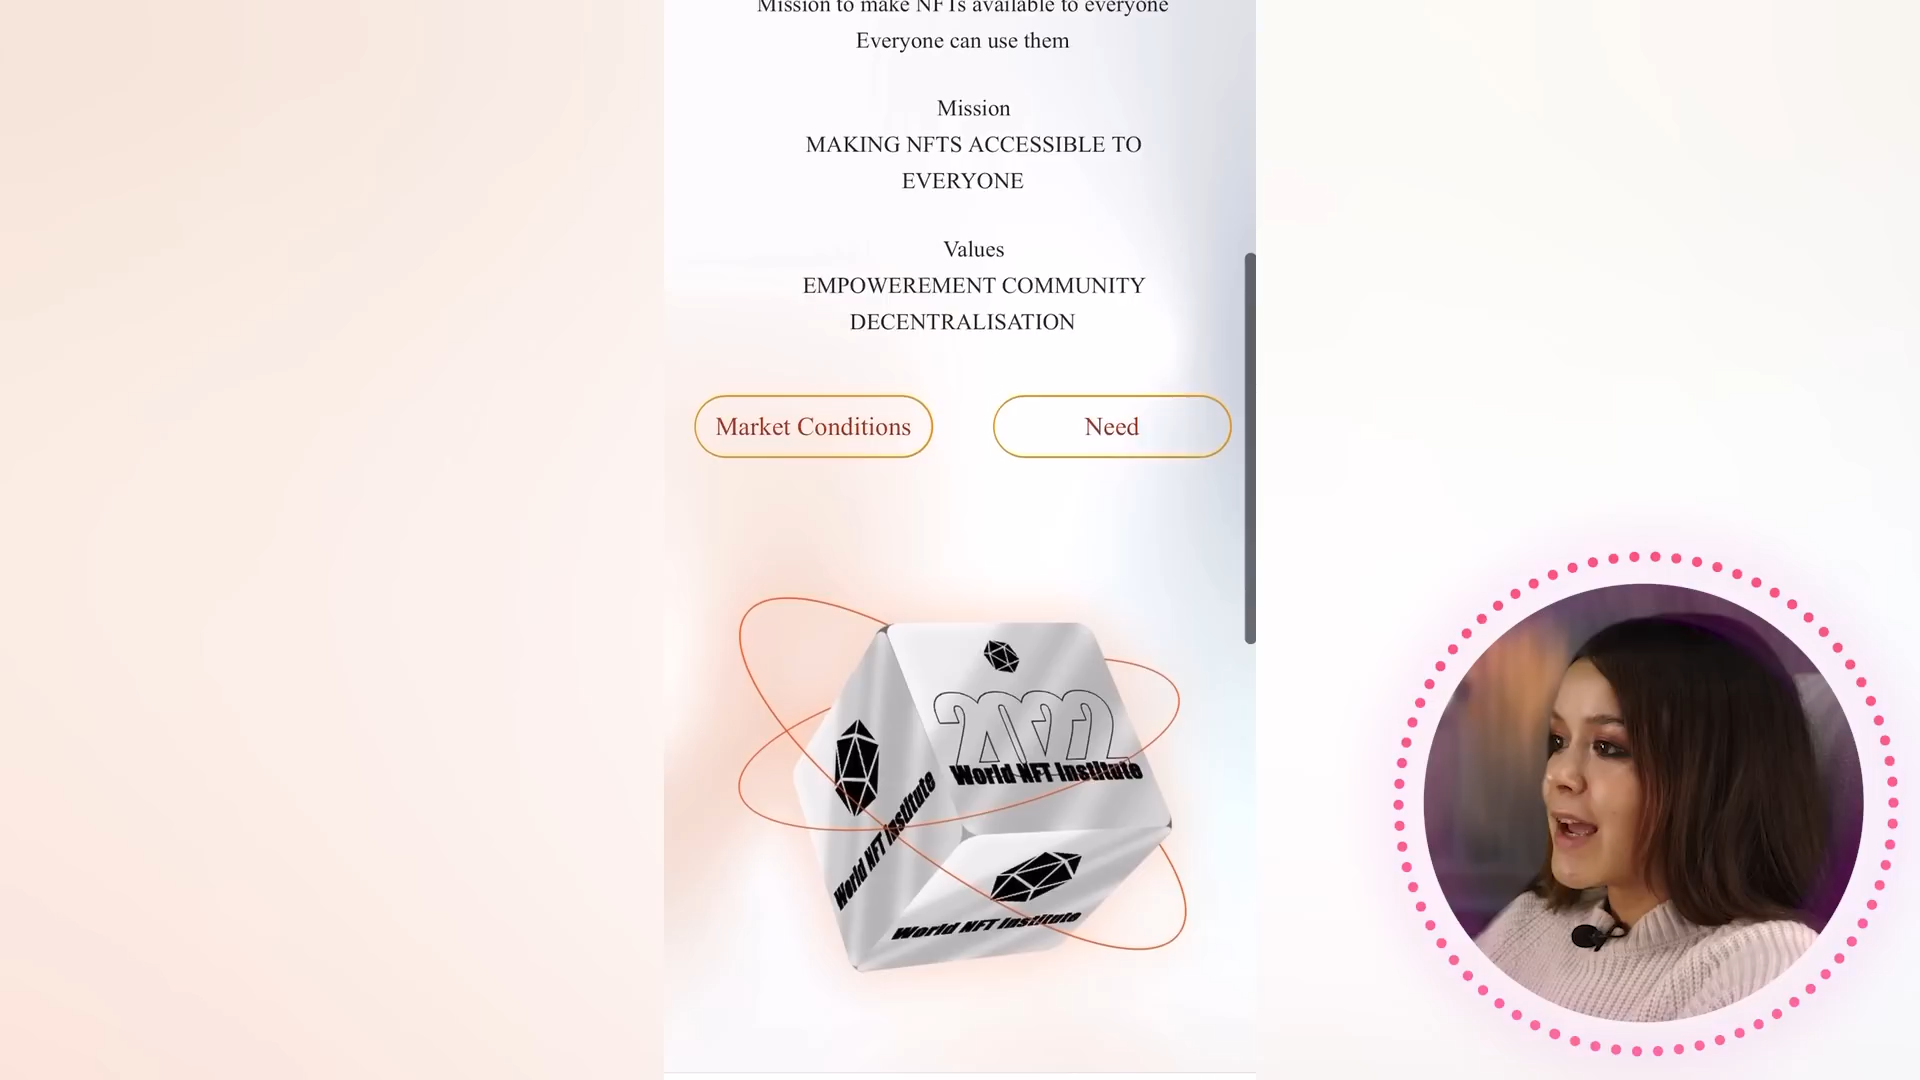 Mission to make NFTs available to everyone
Everyone can use them
Mission
MAKING NFTS ACCESSIBLE TO
EVERYONE
Values
EMPOWEREMENT COMMUNITY
DECENTRALISATION
Market Conditions
Need
2022
World NFT Institute
World NFT Institute
World NFT Institute